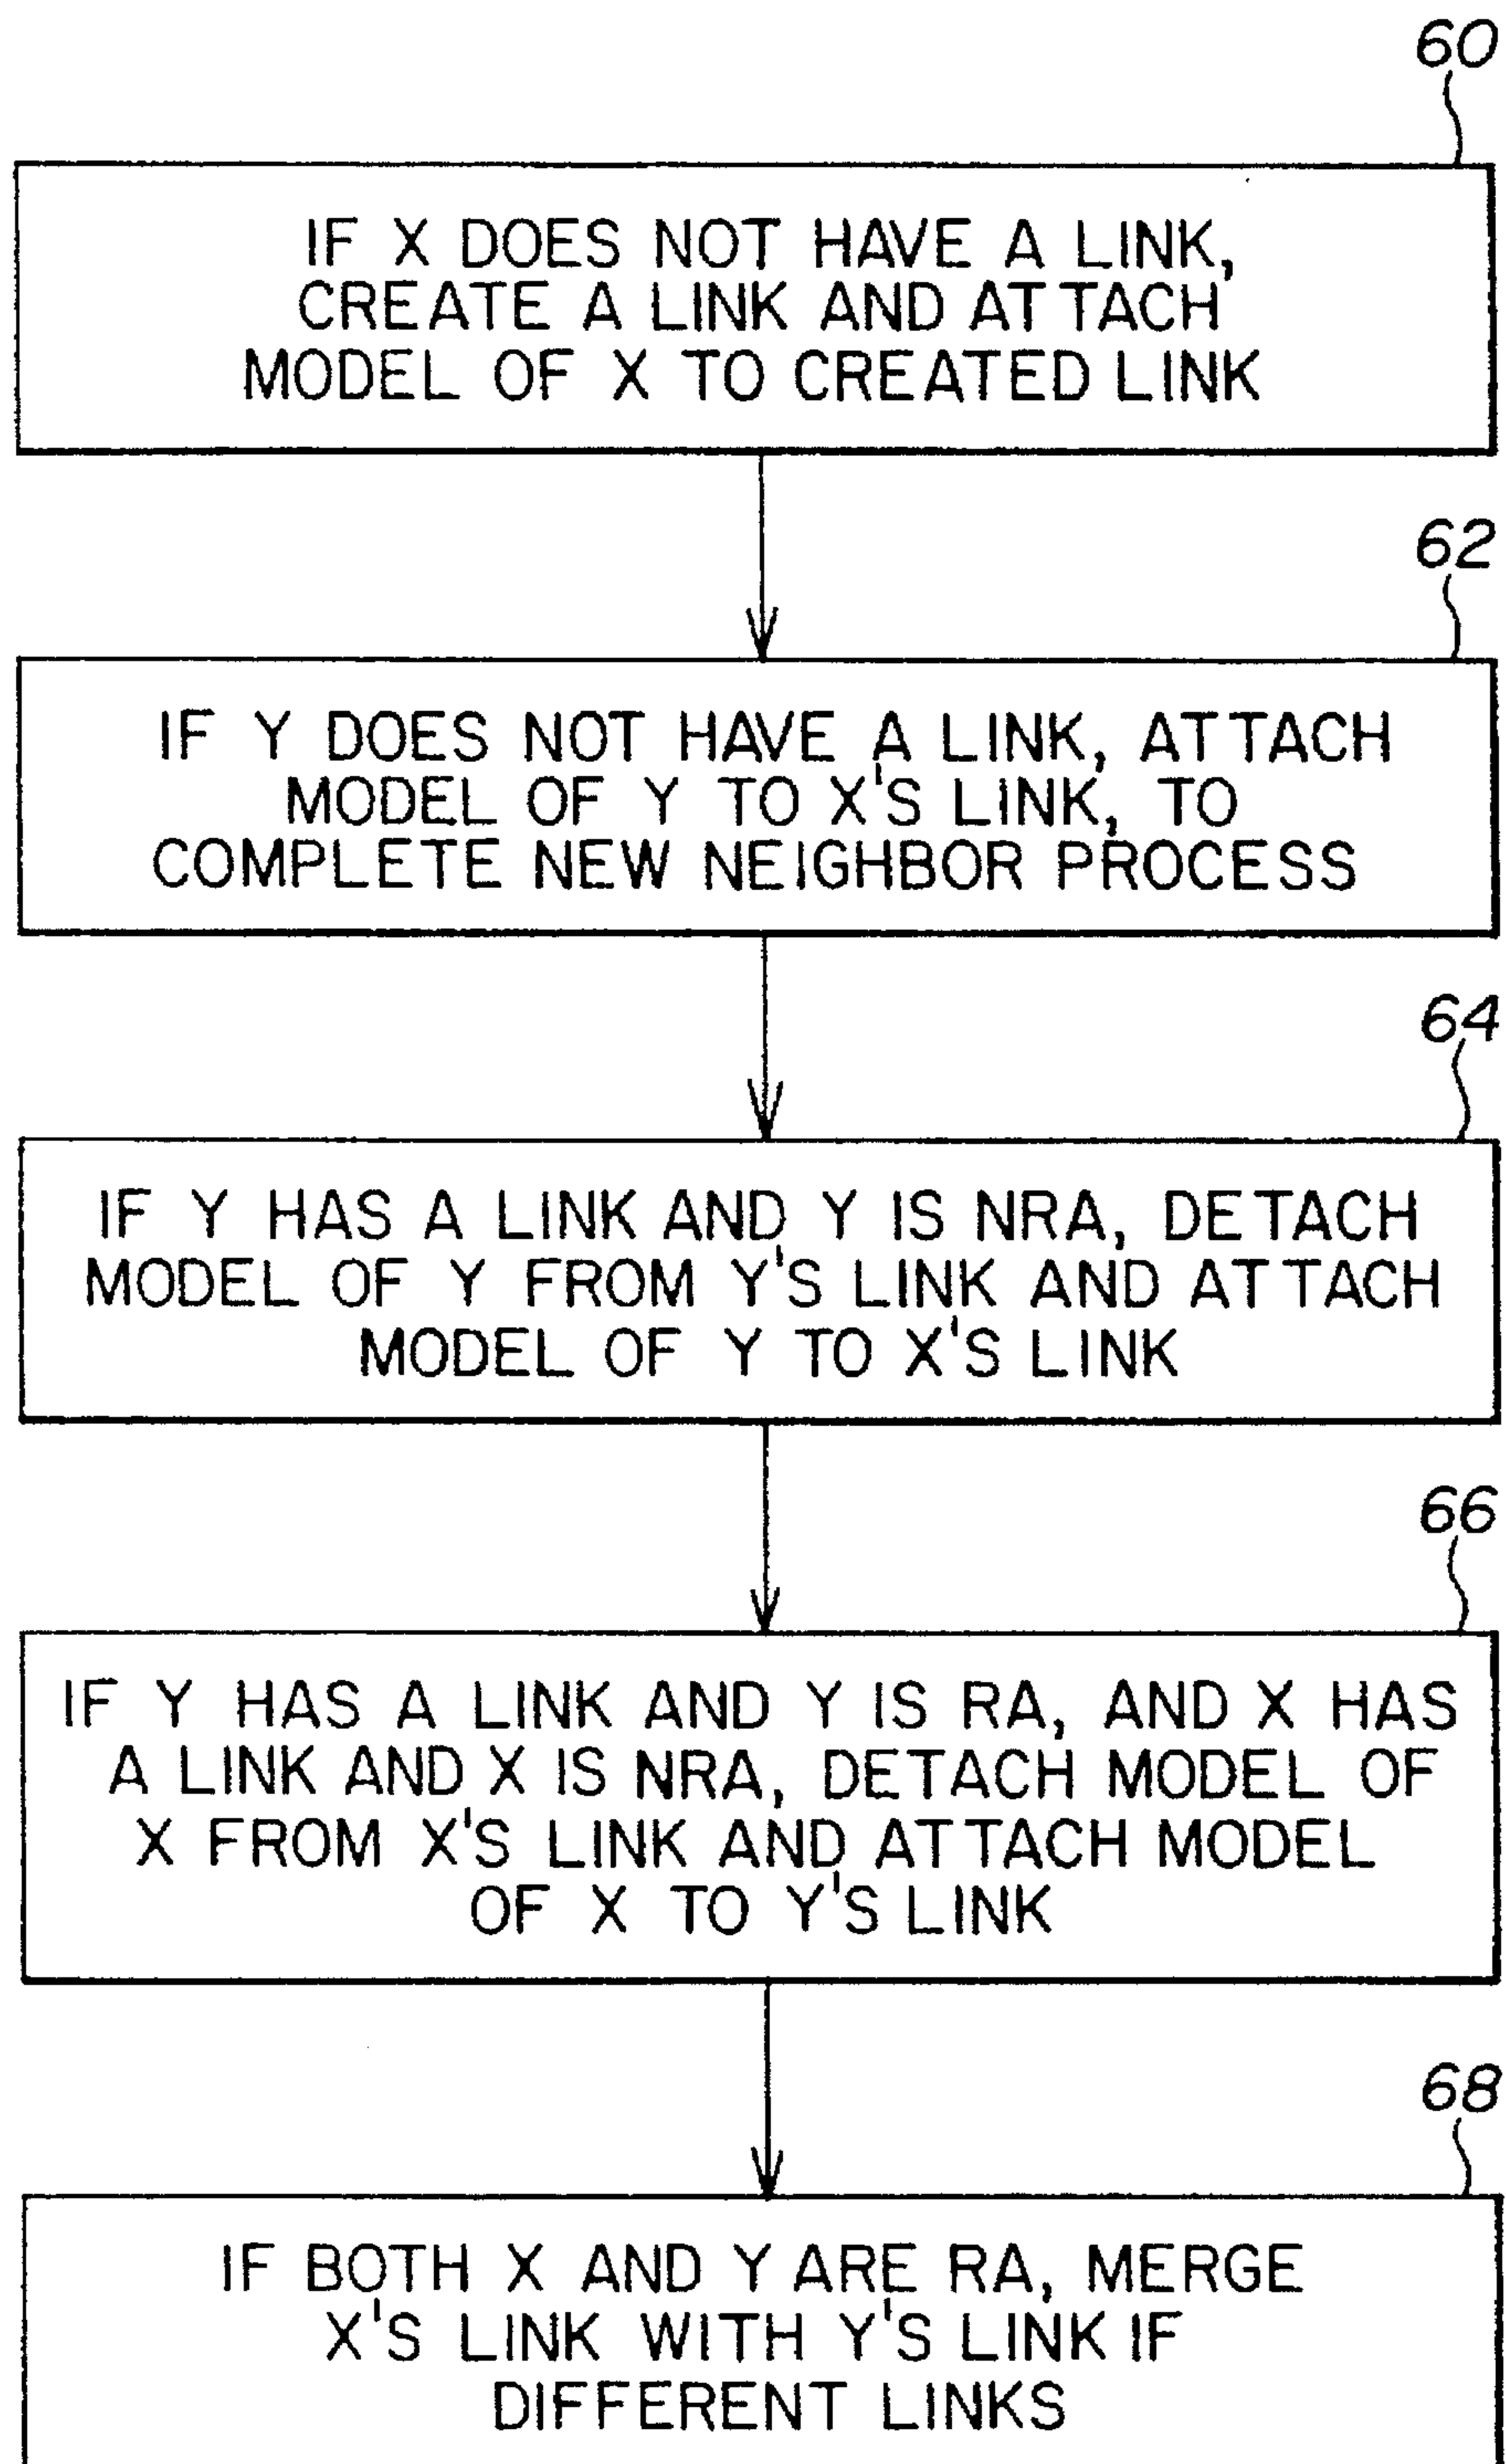 60
IF X DOES NOT HAVE A LINK,
CREATE A LINK AND ATTACH
MODEL OF X TO CREATED LINK
62
IF Y DOES NOT HAVE A LINK, ATTACH
MODEL OF Y TO X'S LINK, TO
COMPLETE NEW NEIGHBOR PROCESS
64
IF Y HAS A LINK AND Y IS NRA, DETACH
MODEL OF Y FROM Y'S LINK AND ATTACH
MODEL OF Y TO X'S LINK
66
IF Y HAS A LINK AND Y IS RA, AND X HAS
A LINK AND X IS NRA, DETACH MODEL OF
X FROM X'S LINK AND ATTACH MODEL
OF X TO Y'S LINK
68
IF BOTH X AND Y ARE RA, MERGE
X'S LINK WITH Y'S LINK IF
DIFFERENT LINKS